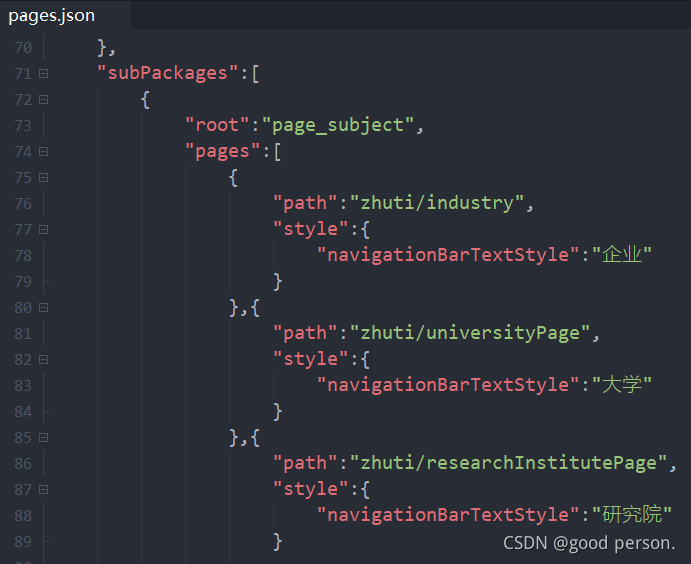 pages.json
70 },
71 "subPackages":[
72 {
73 "root":"page_subject",
74 "pages":[
75 {
76 "path":"zhuti/industry",
77 "style":{
78 "navigationBarTextStyle":"企业"
79 }
80 },{
81 "path":"zhuti/universityPage",
82 "style":{
83 "navigationBarTextStyle":"大学"
84 }
85 },{
86 "path":"zhuti/researchInstitutePage",
87 "style":{
88 "navigationBarTextStyle":"研究院"
89 }
CSDN @good person.